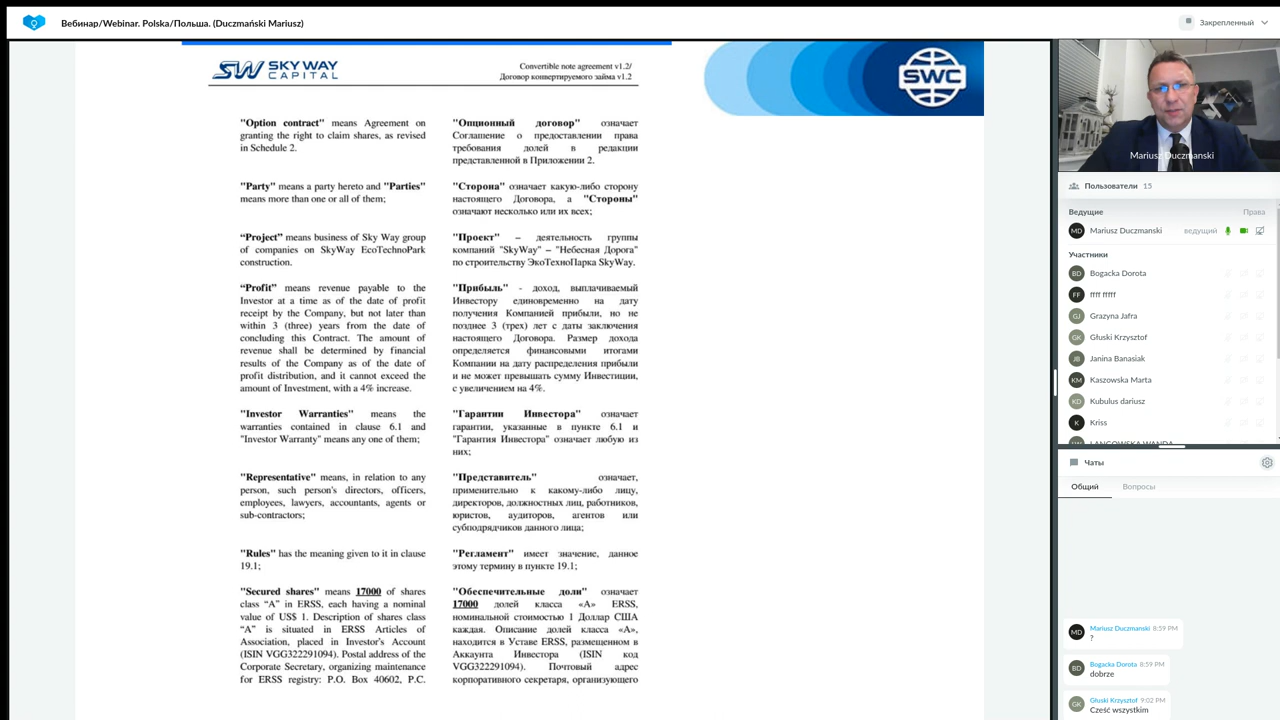 Вебинар/Webinar. Polska/Польша. (Duczmański Mariusz)
Закрепленный
SW SKY WAY
CAPITAL
Convertible note agreement v1.2/
Договор конвертируемого займа v1.2
SWC
"Option contract" means Agreement on
granting the right to claim shares, as revised
in Schedule 2.
"Party" means a party hereto and "Parties"
means more than one or all of them;
“Project” means business of Sky Way group
of companies on SkyWay EcoTechnoPark
construction.
“Profit” means revenue payable to the
Investor at a time as of the date of profit
receipt by the Company, but not later than
within 3 (three) years from the date of
concluding this Contract. The amount of
revenue shall be determined by financial
results of the Company as of the date of
profit distribution, and it cannot exceed the
amount of Investment, with a 4% increase.
"Investor Warranties" means the
warranties contained in clause 6.1 and
"Investor Warranty" means any one of them;
"Representative" means, in relation to any
person, such person's directors, officers,
employees, lawyers, accountants, agents or
sub-contractors;
"Rules" has the meaning given to it in clause
19.1;
"Secured shares" means 17000 of shares
class “A” in ERSS, each having a nominal
value of US$ 1. Description of shares class
“A” is situated in ERSS Articles of
Association, placed in Investor's Account
(ISIN VGG322291094). Postal address of the
Corporate Secretary, organizing maintenance
for ERSS registry: P.O. Box 40602, P.C.
"Опционный договор" означает
Соглашение о предоставлении права
требования долей в редакции
представленной в Приложении 2.
"Сторона" означает какую-либо сторону
настоящего Договора, а "Стороны"
означают несколько или их всех;
"Проект" – деятельность группы
компаний "SkyWay" – "Небесная Дорога"
по строительству ЭкоТехноПарка SkyWay.
"Прибыль" - доход, выплачиваемый
Инвестору единовременно на дату
получения Компанией прибыли, но не
позднее 3 (трех) лет с даты заключения
настоящего Договора. Размер дохода
определяется финансовыми итогами
Компании на дату распределения прибыли
и не может превышать сумму Инвестиции,
с увеличением на 4%.
"Гарантии Инвестора" означает
гарантии, указанные в пункте 6.1 и
"Гарантия Инвестора" означает любую из
них;
"Представитель" означает,
применительно к какому-либо лицу,
директоров, должностных лиц, работников,
юристов, аудиторов, агентов или
субподрядчиков данного лица;
"Регламент" имеет значение, данное
этому термину в пункте 19.1;
"Обеспечительные доли" означает
17000 долей класса «А» ERSS,
номинальной стоимостью 1 Доллар США
каждая. Описание долей класса «А»,
находится в Уставе ERSS, размещенном в
Аккаунта Инвестора (ISIN код
VGG322291094). Почтовый адрес
корпоративного секретаря, организующего
Mariusz Duczmanski
Пользователи 15
Ведущие Права
MD Mariusz Duczmanski ведущий
Участники
BD Bogacka Dorota
FF ffff fffff
GJ Grazyna Jafra
GK Głuski Krzysztof
JB Janina Banasiak
KM Kaszowska Marta
KD Kubulus dariusz
K Kriss
LANGOWSKA WANDA
Чаты
Общий Вопросы
MD Mariusz Duczmanski 8:59 PM
?
BD Bogacka Dorota 8:59 PM
dobrze
GK Głuski Krzysztof 9:02 PM
Cześć wszystkim